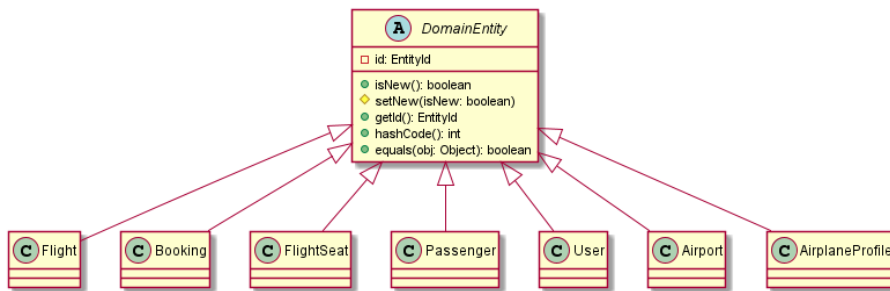 A DomainEntity
id: EntityId
isNew(): boolean
setNew(isNew: boolean)
getId(): EntityId
hashCode(): int
equals(obj: Object): boolean
C Flight
C Booking
C FlightSeat
C Passenger
C User
C Airport
C AirplaneProfile